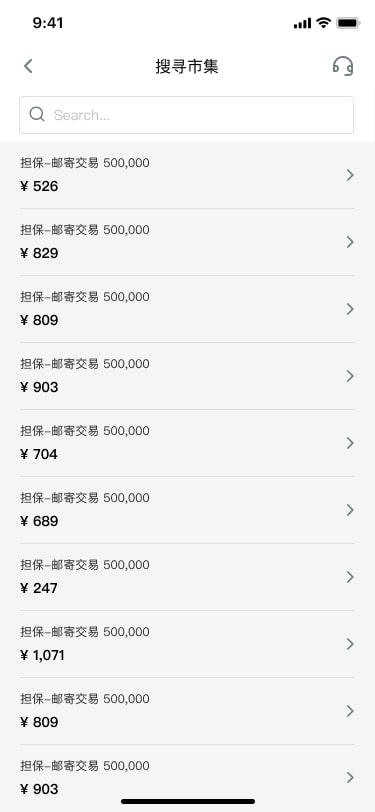 9:41
搜寻市集
Search...
担保-邮寄交易 500,000
¥ 526
担保-邮寄交易 500,000
¥ 829
担保-邮寄交易 500,000
¥ 809
担保-邮寄交易 500,000
¥ 903
担保-邮寄交易 500,000
¥ 704
担保-邮寄交易 500,000
¥ 689
担保-邮寄交易 500,000
¥ 247
担保-邮寄交易 500,000
¥ 1,071
担保-邮寄交易 500,000
¥ 809
担保-邮寄交易 500,000
¥ 903